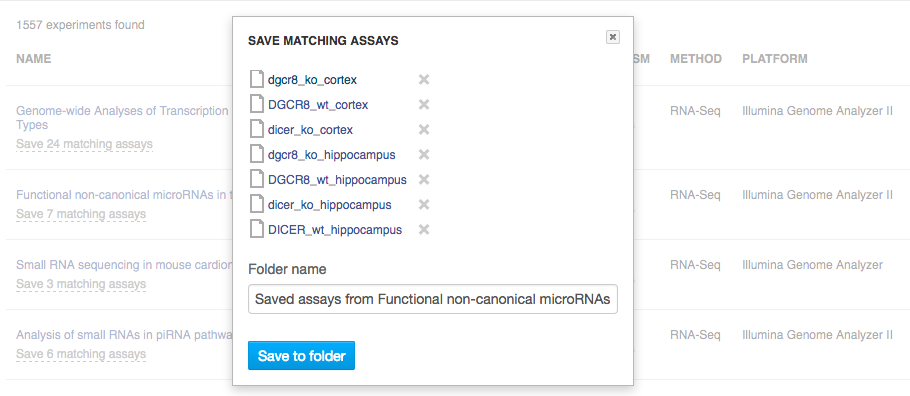 1557 experiments found
NAME
SM
METHOD
PLATFORM
Genome-wide Analyses of Transcription
Types
Save 24 matching assays
RNA-Seq
Illumina Genome Analyzer II
Functional non-canonical microRNAs in t
Save 7 matching assays
RNA-Seq
Illumina Genome Analyzer II
Small RNA sequencing in mouse cardion
Save 3 matching assays
RNA-Seq
Illumina Genome Analyzer
Analysis of small RNAs in piRNA pathwa
Save 6 matching assays
RNA-Seq
Illumina Genome Analyzer II
SAVE MATCHING ASSAYS
dgcr8_ko_cortex
DGCR8_wt_cortex
dicer_ko_cortex
dgcr8_ko_hippocampus
DGCR8_wt_hippocampus
dicer_ko_hippocampus
DICER_wt_hippocampus
Folder name
Saved assays from Functional non-canonical microRNAs
Save to folder